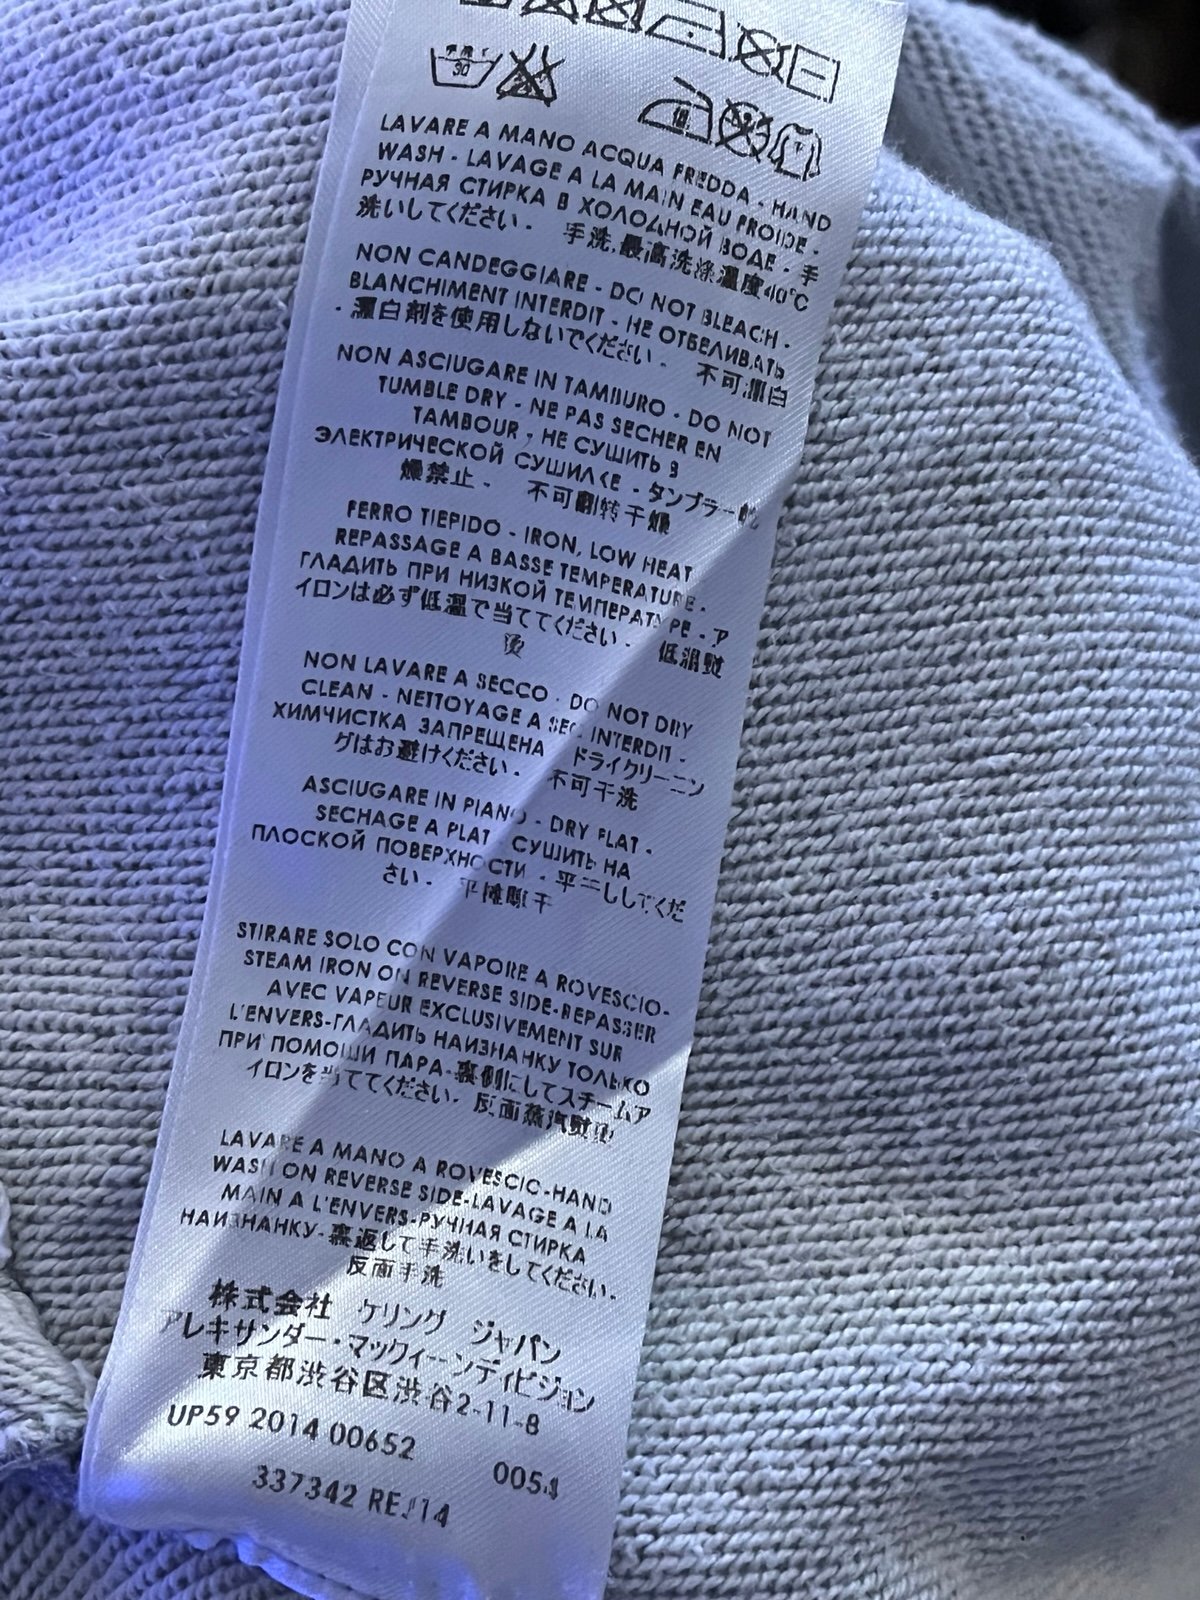 30
低
LAVARE A MANO ACQUA FREDDA - HAND
WASH - LAVAGE A LA MAIN EAU FROIDE -
РУЧНАЯ СТИРКА В ХОЛОДНОЙ ВОДЕ - 手
洗いしてください - 手洗,最高洗涤温度40°C
NON CANDEGGIARE - DO NOT BLEACH -
BLANCHIMENT INTERDIT - НЕ ОТБЕЛИВАТЬ
- 漂白剤を使用しないでください - 不可漂白
NON ASCIUGARE IN TAMBURO - DO NOT
TUMBLE DRY - NE PAS SECHER EN
TAMBOUR - НЕ СУШИТЬ В
ЭЛЕКТРИЧЕСКОЙ СУШИЛКЕ - タンブラー乾
燥禁止 - 不可翻转干燥
FERRO TIEPIDO - IRON, LOW HEAT
REPASSAGE A BASSE TEMPERATURE -
ГЛАДИТЬ ПРИ НИЗКОЙ ТЕМПЕРАТУРЕ - ア
イロンは必ず低温で当ててください - 低温熨
烫
NON LAVARE A SECCO - DO NOT DRY
CLEAN - NETTOYAGE A SEC INTERDIT -
ХИМЧИСТКА ЗАПРЕЩЕНА - ドライクリーニン
グはお避けください - 不可干洗
ASCIUGARE IN PIANO - DRY FLAT -
SECHAGE A PLAT - СУШИТЬ НА
ПЛОСКОЙ ПОВЕРХНОСТИ - 平干ししてくだ
さい - 平摊晾干
STIRARE SOLO CON VAPORE A ROVESCIO-
STEAM IRON ON REVERSE SIDE-REPASSER
AVEC VAPEUR EXCLUSIVEMENT SUR
L'ENVERS-ГЛАДИТЬ НАИЗНАНКУ ТОЛЬКО
ПРИ ПОМОЩИ ПАРА-裏側にしてスチームア
イロンを当ててください- 反面蒸汽熨烫
LAVARE A MANO A ROVESCIO-HAND
WASH ON REVERSE SIDE-LAVAGE A LA
MAIN A L'ENVERS-РУЧНАЯ СТИРКА
НАИЗНАНКУ-裏返して手洗いをしてください-
反面手洗
株式会社 ケリング ジャパン
アレキサンダー・マックィーンディビジョン
東京都渋谷区渋谷2-11-8
UP59 2014 00652 0054
337342 REJ14